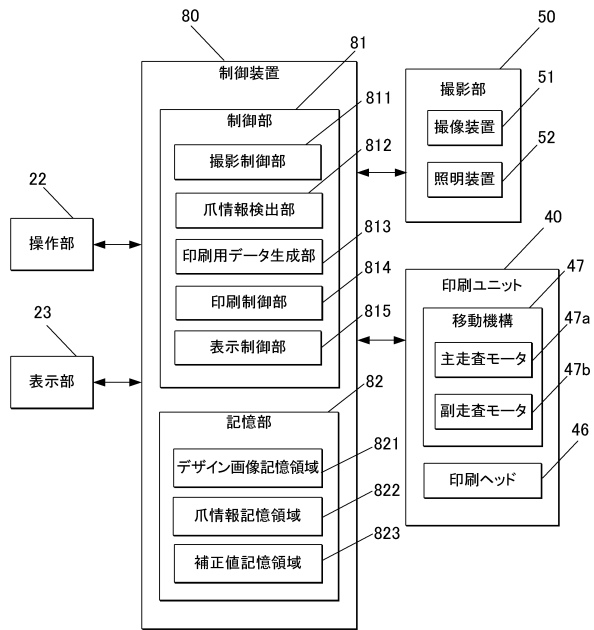 80
制御装置
81
制御部
811
撮影制御部
812
爪情報検出部
印刷用データ生成部
813
印刷制御部
814
表示制御部
815
82
記憶部
デザイン画像記憶領域
821
爪情報記憶領域
822
補正値記憶領域
823
22
操作部
23
表示部
50
撮影部
51
撮像装置
52
照明装置
40
印刷ユニット
47
移動機構
47a
主走査モータ
47b
副走査モータ
46
印刷ヘッド